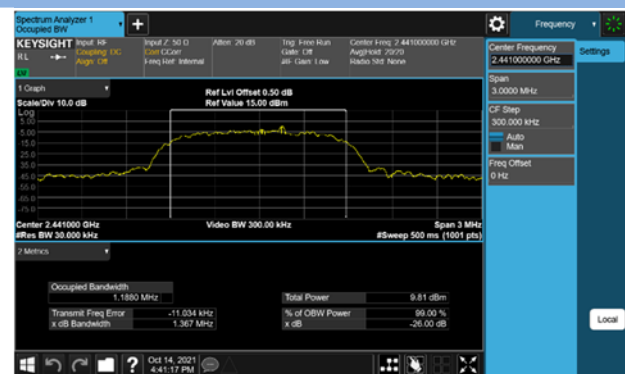 Spectrum Analyzer 1
Occupied BW
+
Frequency
KEYSIGHT
Input: RF
Input Z: 50 Ω
Atten: 20 dB
Trig: Free Run
Center Freq: 2.441000000 GHz
RL
Coupling: DC
Corr CCorr
Gate: Off
Avg|Hold: 20/20
Align: Off
Freq Ref: Internal
#IF Gain: Low
Radio Std: None
Center Frequency
2.441000000 GHz
Settings
Span
3.0000 MHz
CF Step
300.000 kHz
Auto
Man
Freq Offset
0 Hz
Local
1 Graph
Scale/Div 10.0 dB
Ref Lvl Offset 0.50 dB
Ref Value 15.00 dBm
Log
5.00
-5.00
-15.0
-25.0
-35.0
-45.0
-55.0
-65.0
-75.0
Center 2.441000 GHz
Video BW 300.00 kHz
Span 3 MHz
#Res BW 30.000 kHz
#Sweep 500 ms (1001 pts)
2 Metrics
Occupied Bandwidth
1.1880 MHz
Total Power
9.81 dBm
Transmit Freq Error
-11.034 kHz
% of OBW Power
99.00 %
x dB Bandwidth
1.367 MHz
x dB
-26.00 dB
?
Oct 14, 2021
4:41:17 PM